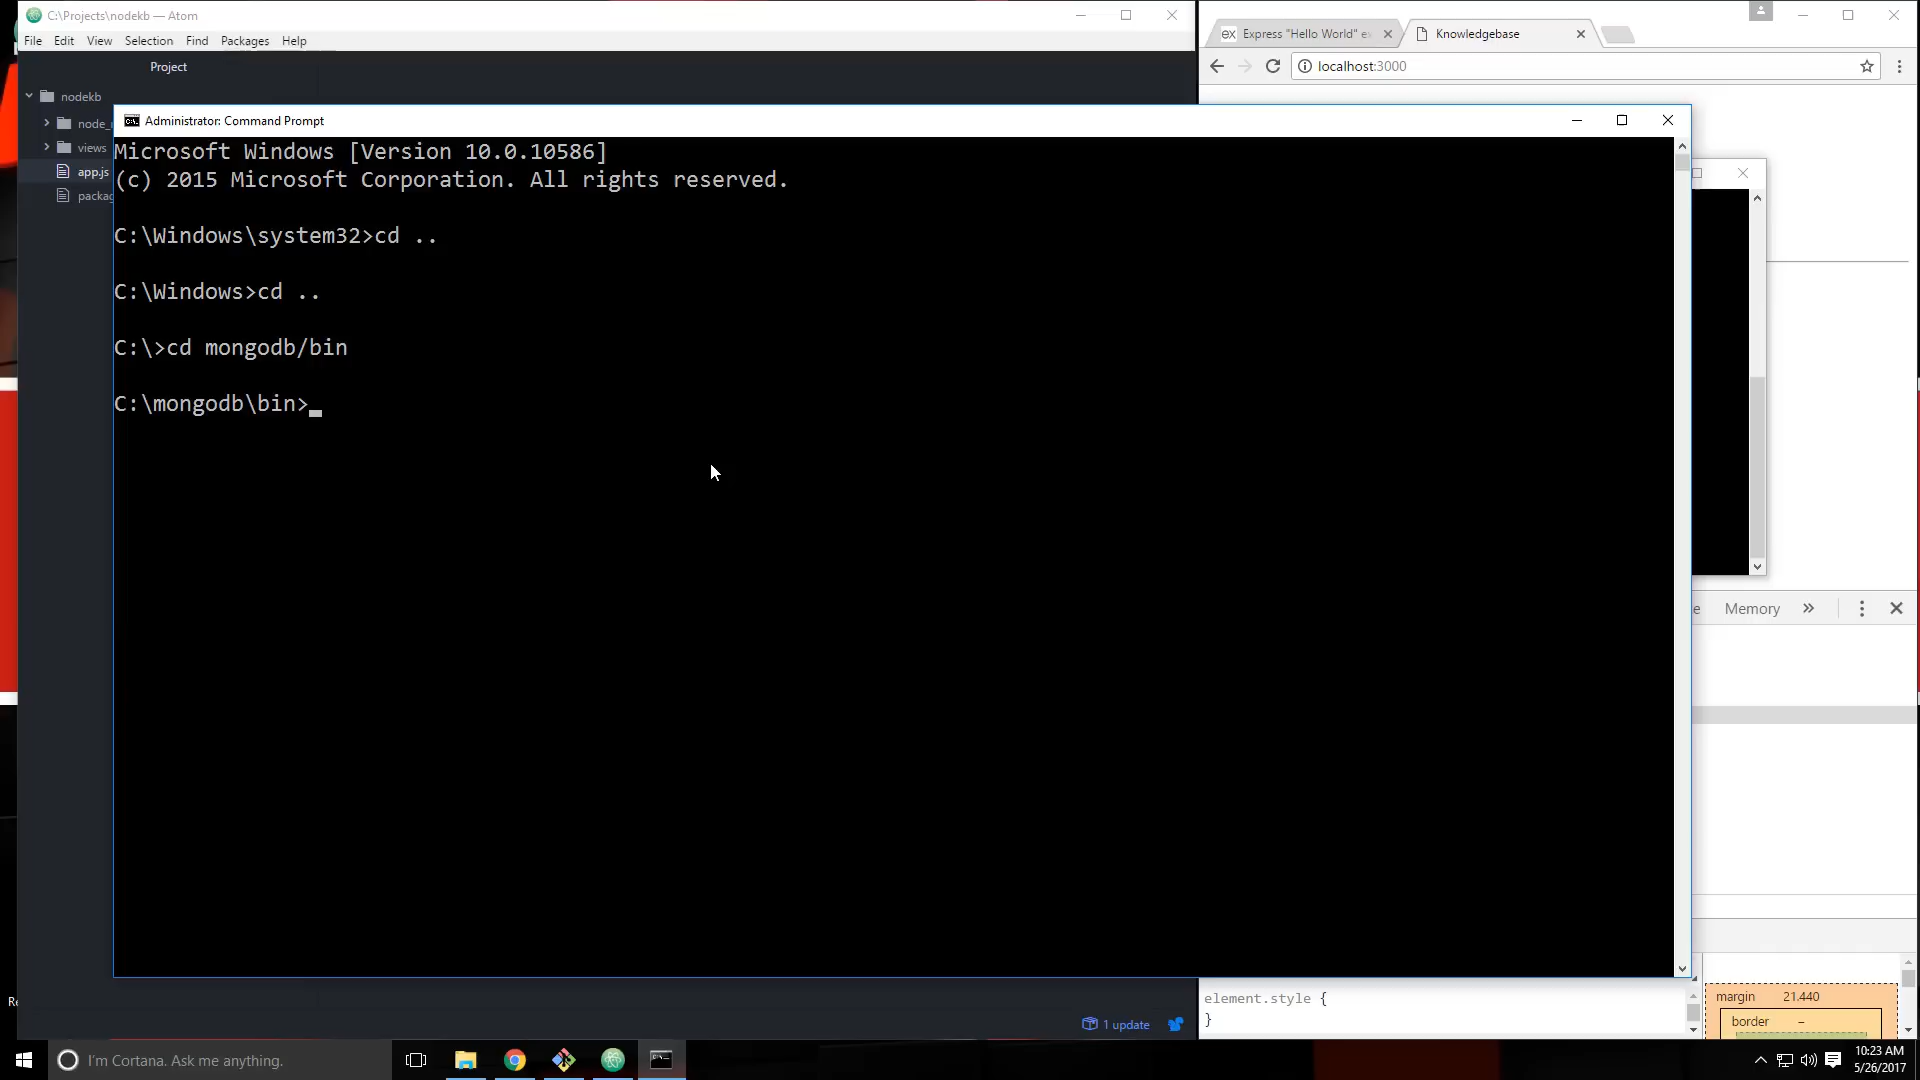 C:\Projects\nodekb — Atom
File Edit View Selection Find Packages Help
Project
nodekb
node_
views
app.js
packag
Express "Hello World" ex
Knowledgebase
localhost:3000
Administrator: Command Prompt
Microsoft Windows [Version 10.0.10586]
(c) 2015 Microsoft Corporation. All rights reserved.
C:\Windows\system32>cd ..
C:\Windows>cd ..
C:\>cd mongodb/bin
C:\mongodb\bin>
Memory
element.style {
}
margin 21.440
border –
1 update
I'm Cortana. Ask me anything.
10:23 AM
5/26/2017